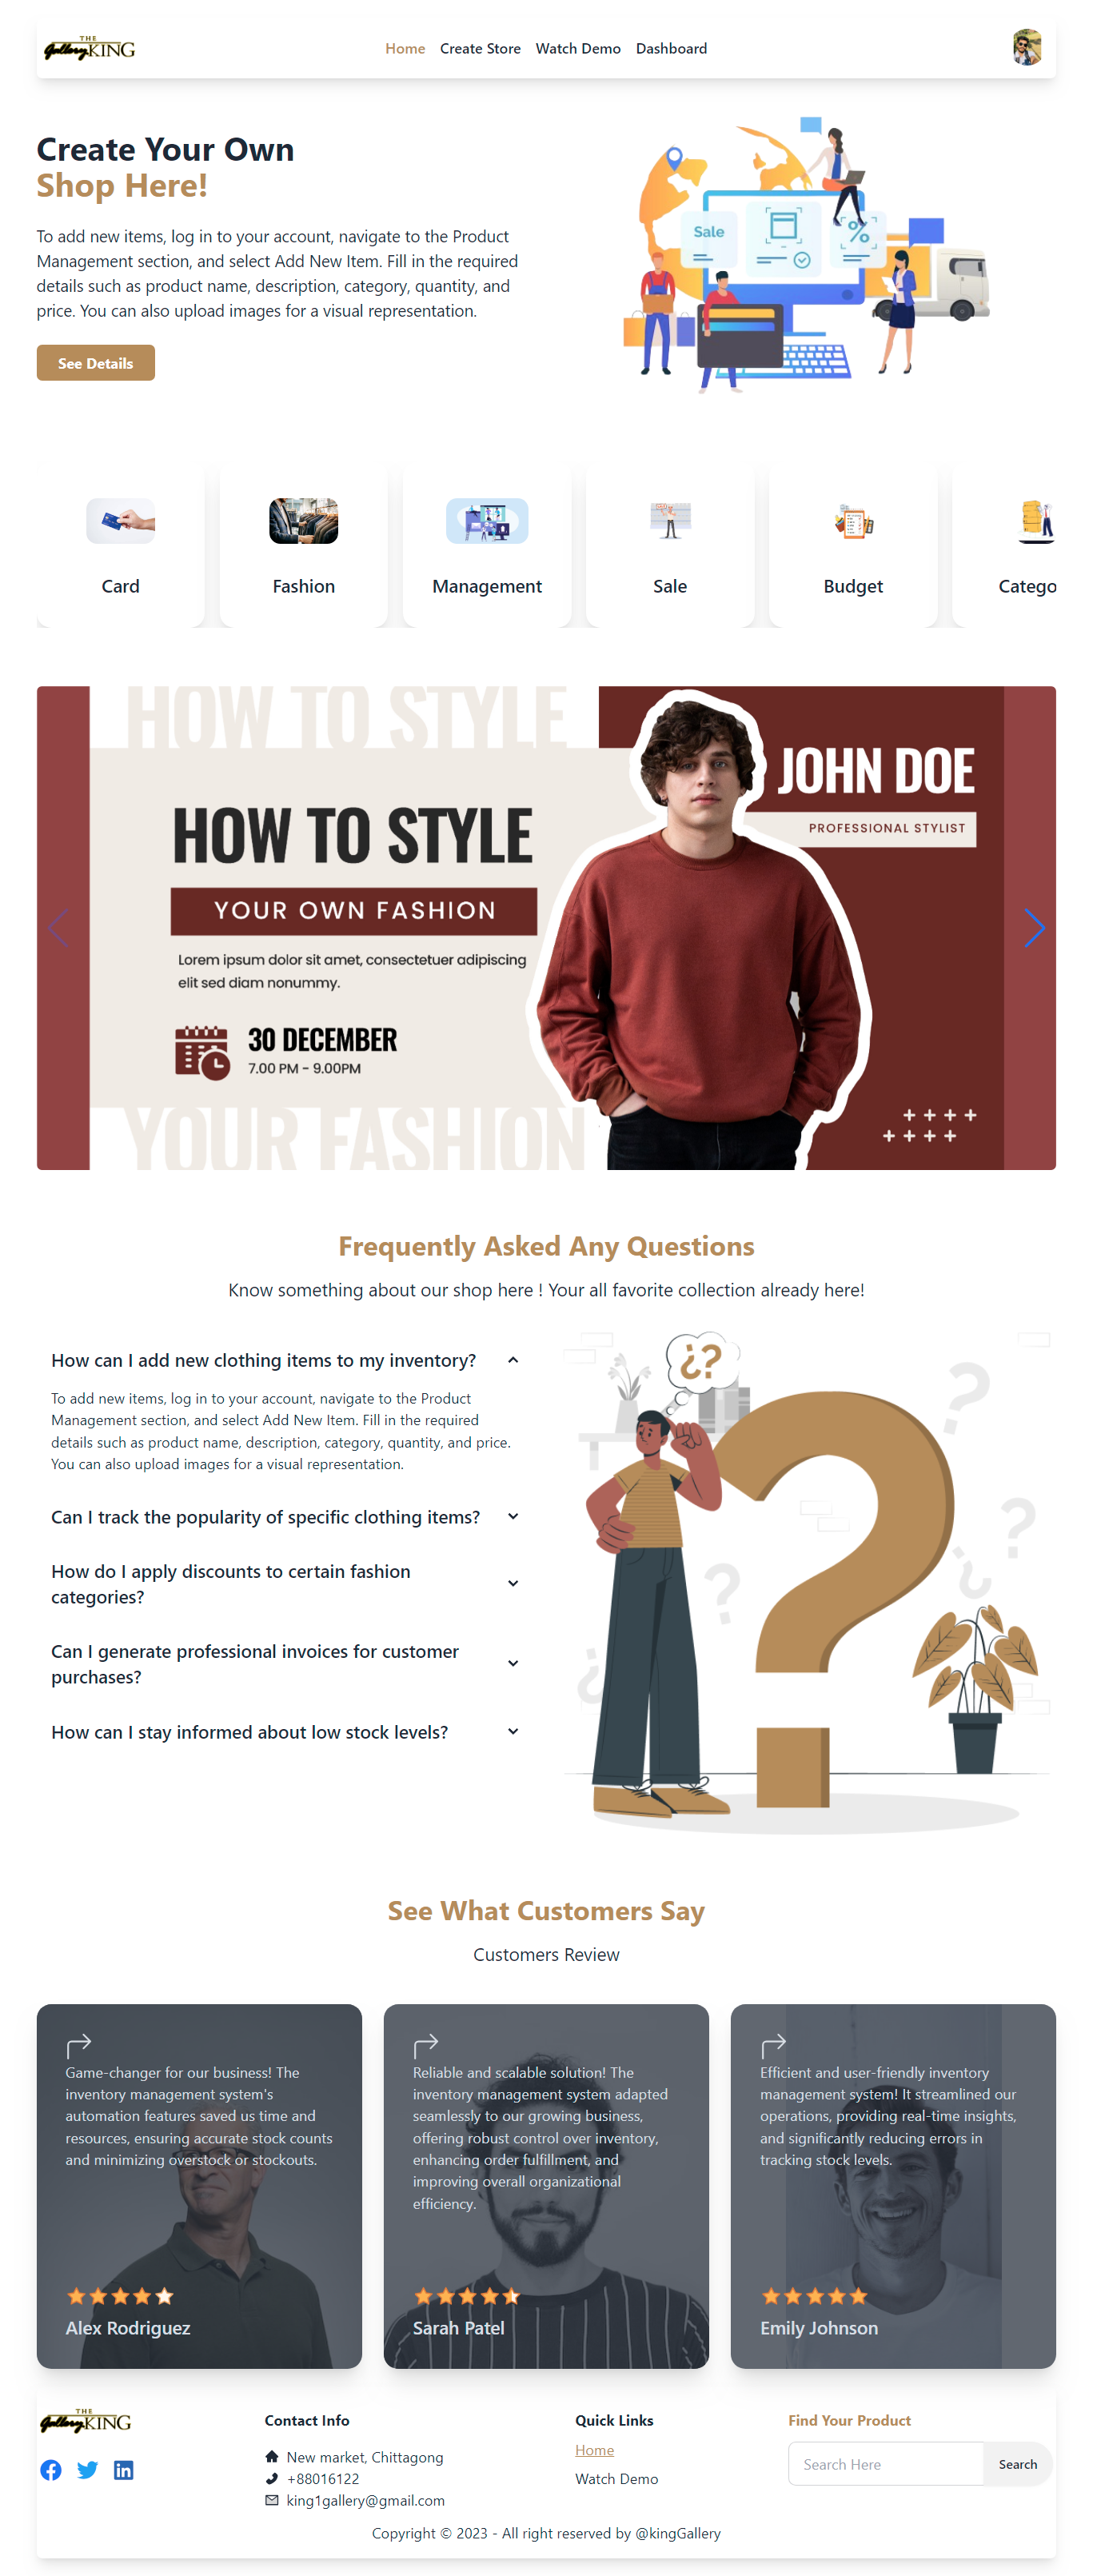 THE
Gallery KING
Home Create Store Watch Demo Dashboard
Create Your Own
Shop Here!
To add new items, log in to your account, navigate to the Product
Management section, and select Add New Item. Fill in the required
details such as product name, description, category, quantity, and
price. You can also upload images for a visual representation.
See Details
Sale
%
Card Fashion Management Sale Budget Catego
HOW TO STYLE
JOHN DOE
PROFESSIONAL STYLIST
HOW TO STYLE
YOUR OWN FASHION
Lorem ipsum dolor sit amet, consectetuer adipiscing
elit sed diam nonummy.
30 DECEMBER
7.00 PM - 9.00PM
YOUR FASHION
Frequently Asked Any Questions
Know something about our shop here ! Your all favorite collection already here!
How can I add new clothing items to my inventory?
To add new items, log in to your account, navigate to the Product
Management section, and select Add New Item. Fill in the required
details such as product name, description, category, quantity, and price.
You can also upload images for a visual representation.
Can I track the popularity of specific clothing items?
How do I apply discounts to certain fashion
categories?
Can I generate professional invoices for customer
purchases?
How can I stay informed about low stock levels?
¿?
?
See What Customers Say
Customers Review
Game-changer for our business! The
inventory management system's
automation features saved us time and
resources, ensuring accurate stock counts
and minimizing overstock or stockouts.
Alex Rodriguez
Reliable and scalable solution! The
inventory management system adapted
seamlessly to our growing business,
offering robust control over inventory,
enhancing order fulfillment, and
improving overall organizational
efficiency.
Sarah Patel
Efficient and user-friendly inventory
management system! It streamlined our
operations, providing real-time insights,
and significantly reducing errors in
tracking stock levels.
Emily Johnson
THE
Gallery KING
Contact Info
New market, Chittagong
+88016122
king1gallery@gmail.com
Quick Links
Home
Watch Demo
Find Your Product
Search Here
Search
Copyright © 2023 - All right reserved by @kingGallery